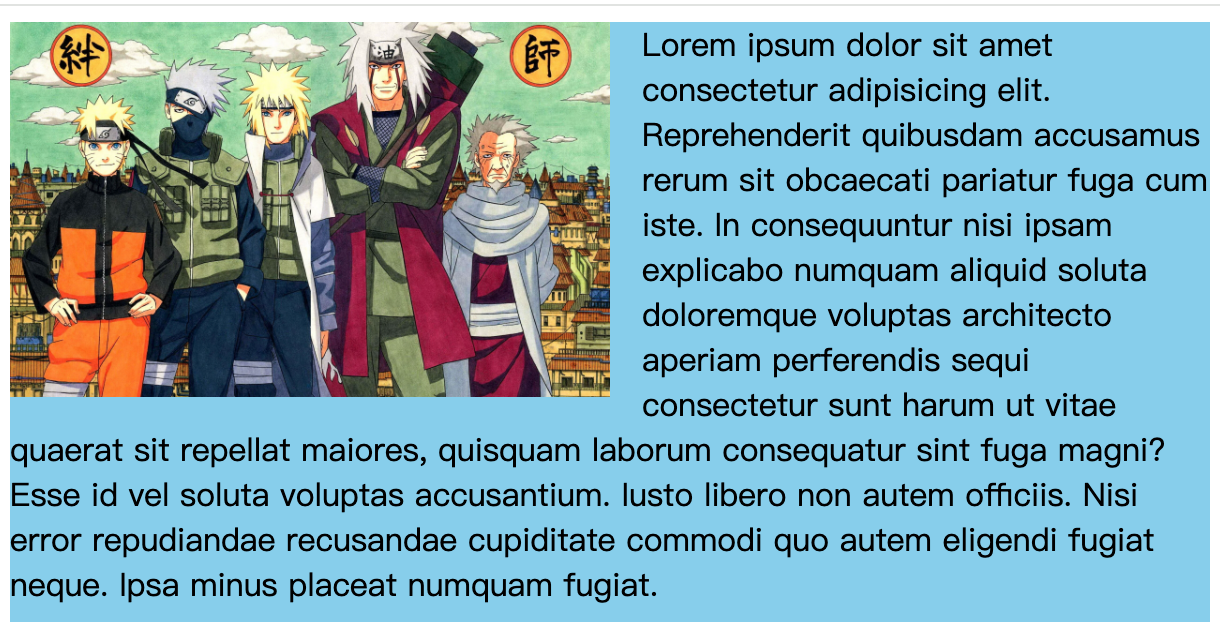 絆
師
油
Lorem ipsum dolor sit amet
consectetur adipisicing elit.
Reprehenderit quibusdam accusamus
rerum sit obcaecati pariatur fuga cum
iste. In consequuntur nisi ipsam
explicabo numquam aliquid soluta
doloremque voluptas architecto
aperiam perferendis sequi
consectetur sunt harum ut vitae
quaerat sit repellat maiores, quisquam laborum consequatur sint fuga magni?
Esse id vel soluta voluptas accusantium. Iusto libero non autem officiis. Nisi
error repudiandae recusandae cupiditate commodi quo autem eligendi fugiat
neque. Ipsa minus placeat numquam fugiat.